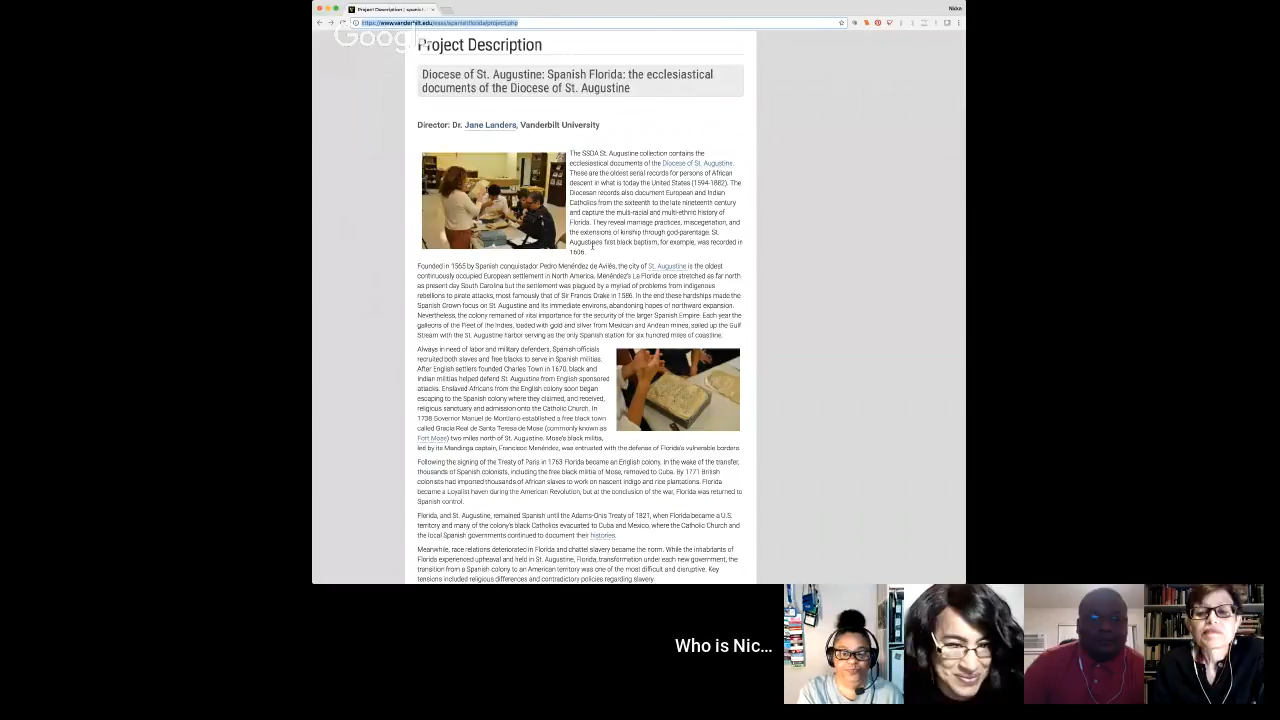 Project Description | spanis
Nicka
https://www.vanderbilt.edu/esss/spanishflorida/project.php
Project Description
Diocese of St. Augustine: Spanish Florida: the ecclesiastical
documents of the Diocese of St. Augustine
Director: Dr. Jane Landers, Vanderbilt University
The SSDA St. Augustine collection contains the
ecclesiastical documents of the Diocese of St. Augustine.
These are the oldest serial records for persons of African
descent in what is today the United States (1594-1882). The
Diocesan records also document European and Indian
Catholics from the sixteenth to the late nineteenth century
and capture the multi-racial and multi-ethnic history of
Florida. They reveal marriage practices, miscegenation, and
the extensions of kinship through god-parentage. St.
Augustine's first black baptism, for example, was recorded in
1606.
Founded in 1565 by Spanish conquistador Pedro Menéndez de Avilés, the city of St. Augustine is the oldest
continuously occupied European settlement in North America. Menéndez's La Florida once stretched as far north
as present day South Carolina but the settlement was plagued by a myriad of problems from indigenous
rebellions to pirate attacks, most famously that of Sir Francis Drake in 1586. In the end these hardships made the
Spanish Crown focus on St. Augustine and its immediate environs, abandoning hopes of northward expansion.
Nevertheless, the colony remained of vital importance for the security of the larger Spanish Empire. Each year the
galleons of the Fleet of the Indies, loaded with gold and silver from Mexican and Andean mines, sailed up the Gulf
Stream with the St. Augustine harbor serving as the only Spanish station for six hundred miles of coastline.
Always in need of labor and military defenders, Spanish officials
recruited both slaves and free blacks to serve in Spanish militias.
After English settlers founded Charles Town in 1670, black and
Indian militias helped defend St. Augustine from English-sponsored
attacks. Enslaved Africans from the English colony soon began
escaping to the Spanish colony where they claimed, and received,
religious sanctuary and admission onto the Catholic Church. In
1738 Governor Manuel de Montiano established a free black town
called Gracia Real de Santa Teresa de Mose (commonly known as
Fort Mose) two miles north of St. Augustine. Mose's black militia,
led by its Mandinga captain, Francisco Menéndez, was entrusted with the defense of Florida's vulnerable borders
Following the signing of the Treaty of Paris in 1763 Florida became an English colony. In the wake of the transfer,
thousands of Spanish colonists, including the free black militia of Mose, removed to Cuba. By 1771 British
colonists had imported thousands of African slaves to work on nascent indigo and rice plantations. Florida
became a Loyalist haven during the American Revolution, but at the conclusion of the war, Florida was returned to
Spanish control.
Florida, and St. Augustine, remained Spanish until the Adams-Onis Treaty of 1821, when Florida became a U.S.
territory and many of the colony's black Catholics evacuated to Cuba and Mexico, where the Catholic Church and
the local Spanish governments continued to document their histories.
Meanwhile, race relations deteriorated in Florida and chattel slavery became the norm. While the inhabitants of
Florida experienced upheaval and held in St. Augustine, Florida, transformation under each new government, the
transition from a Spanish colony to an American territory was one of the most difficult and disruptive. Key
tensions included religious differences and contradictory policies regarding slavery.
Who is Nic...